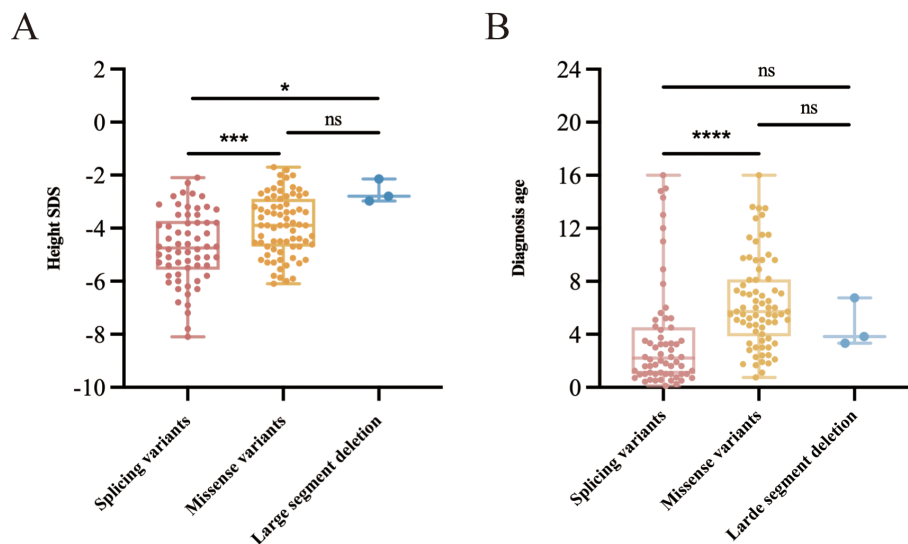 A
B
Height SDS
2
0
-2
-4
-6
-8
-10
*
***
ns
Splicing variants
Missense variants
Large segment deletion
Diagnosis age
24
20
16
12
8
4
0
ns
ns
****
Splicing variants
Missense variants
Larde segment deletion